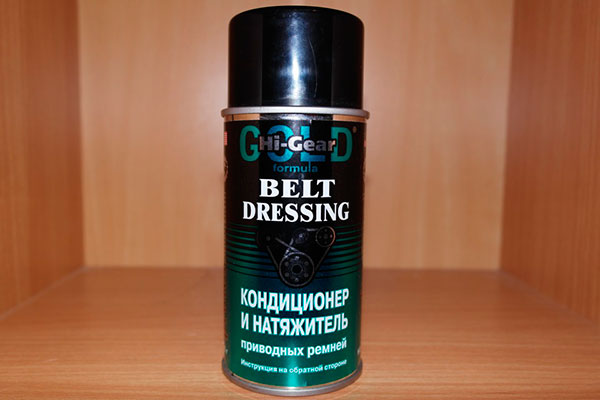 GOLD
Hi-Gear®
formula
BELT
DRESSING
КОНДИЦИОНЕР
И НАТЯЖИТЕЛЬ
приводных ремней
Инструкция на обратной стороне